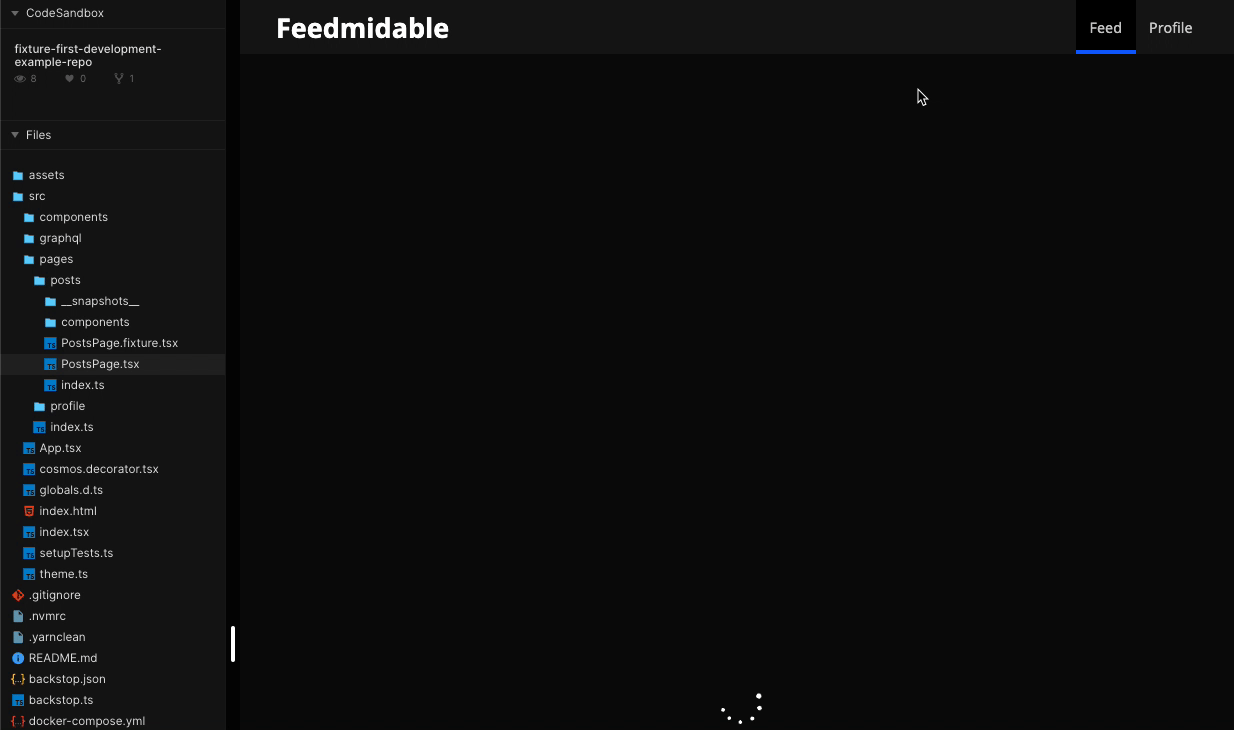 CodeSandbox
fixture-first-development-
example-repo
8 0 1
Files
assets
src
components
graphql
pages
posts
__snapshots__
components
PostsPage.fixture.tsx
PostsPage.tsx
index.ts
profile
index.ts
App.tsx
cosmos.decorator.tsx
globals.d.ts
index.html
index.tsx
setupTests.ts
theme.ts
.gitignore
.nvmrc
.yarnclean
README.md
backstop.json
backstop.ts
docker-compose.yml
Feedmidable
Feed Profile